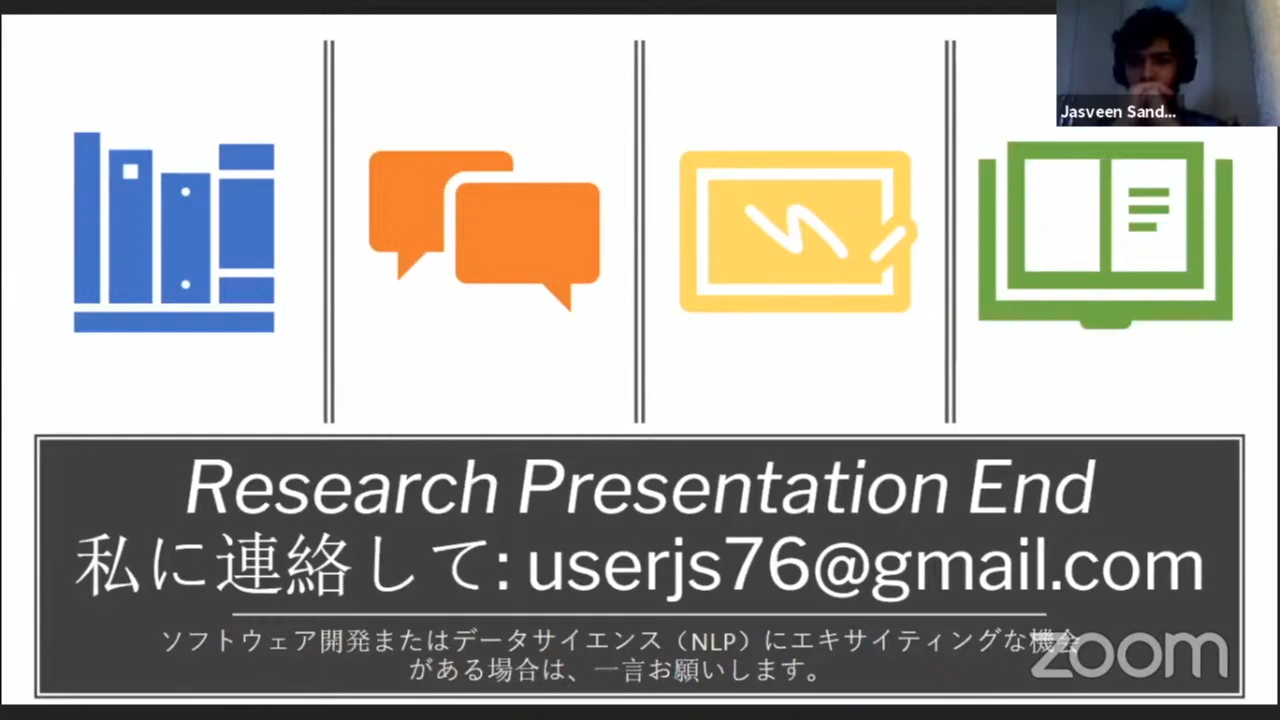 Jasveen Sand...
Research Presentation End
私に連絡して: userjs76@gmail.com
ソフトウェア開発またはデータサイエンス（NLP）にエキサイティングな機会
がある場合は、一言お願いします。
zoom